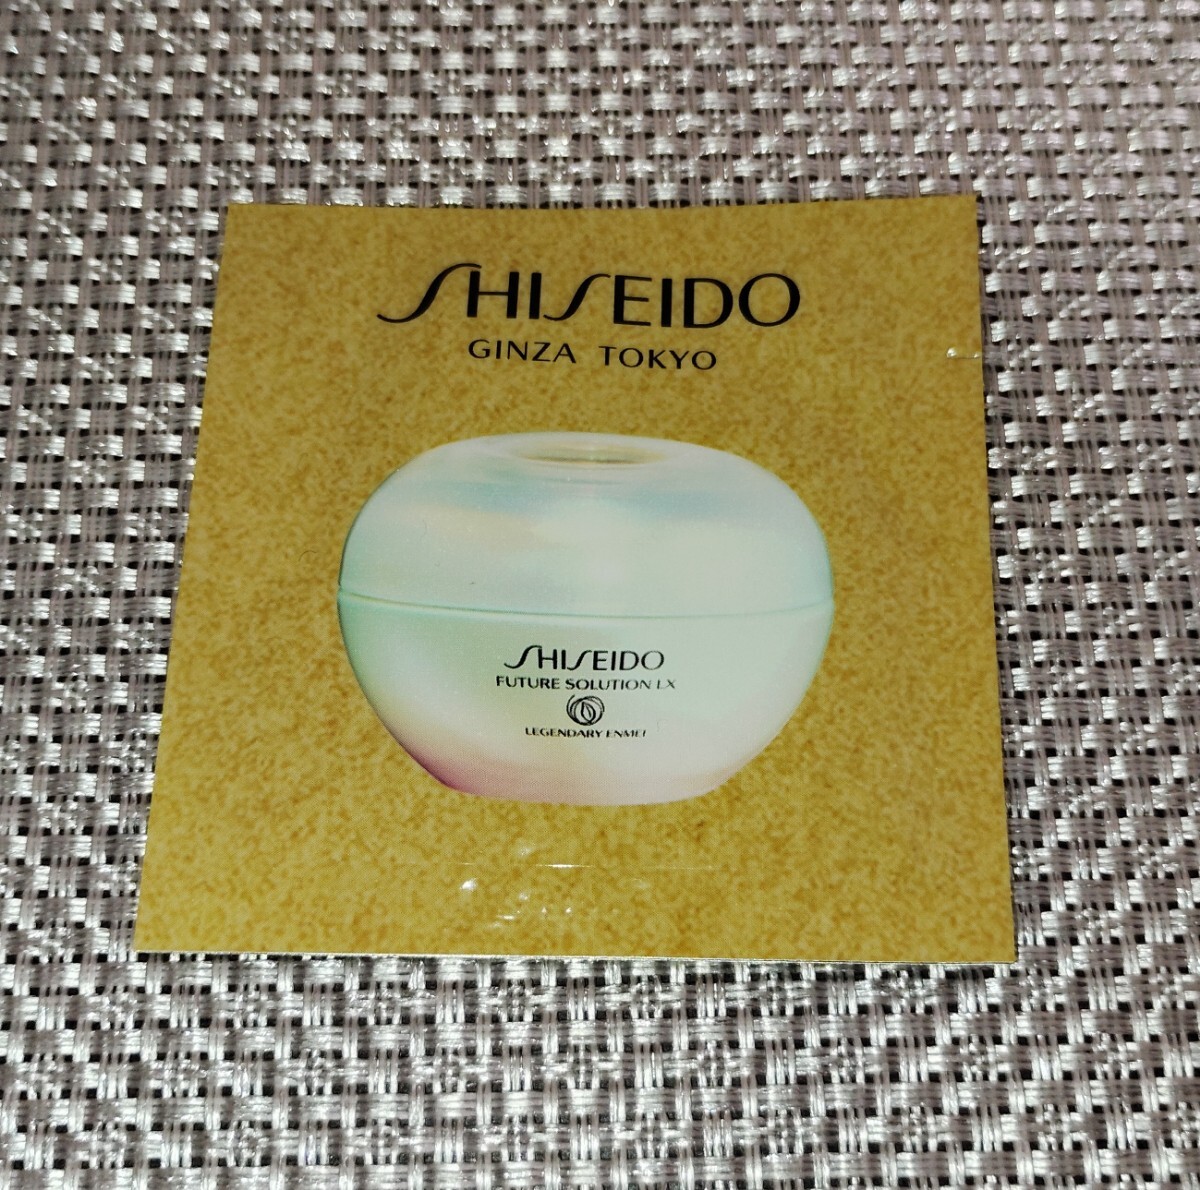 SHISEIDO
GINZA TOKYO
SHISEIDO
FUTURE SOLUTION LX
LEGENDARY ENMEI